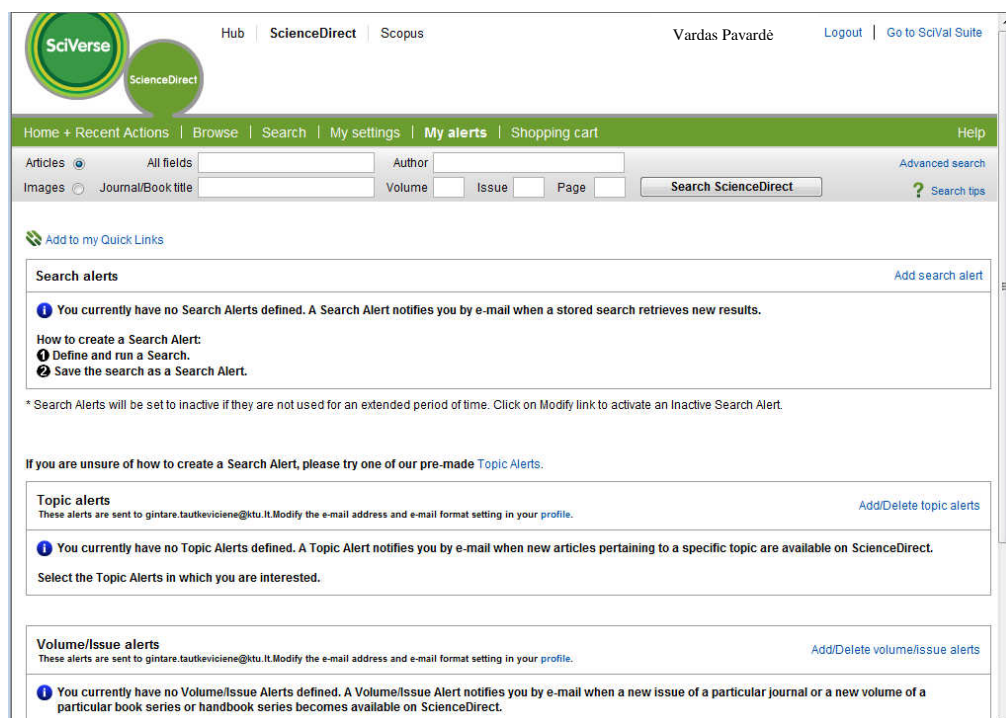 SciVerse
ScienceDirect
Hub | ScienceDirect | Scopus
Vardas Pavardė
Logout | Go to SciVal Suite
Home + Recent Actions | Browse | Search | My settings | My alerts | Shopping cart
Help
Articles All fields Author Advanced search
Images Journal/Book title Volume Issue Page Search ScienceDirect ? Search tips
Add to my Quick Links
Search alerts Add search alert
i You currently have no Search Alerts defined. A Search Alert notifies you by e-mail when a stored search retrieves new results.
How to create a Search Alert:
1 Define and run a Search.
2 Save the search as a Search Alert.
* Search Alerts will be set to inactive if they are not used for an extended period of time. Click on Modify link to activate an Inactive Search Alert.
If you are unsure of how to create a Search Alert, please try one of our pre-made Topic Alerts.
Topic alerts Add/Delete topic alerts
These alerts are sent to gintare.tautkeviciene@ktu.lt.Modify the e-mail address and e-mail format setting in your profile.
i You currently have no Topic Alerts defined. A Topic Alert notifies you by e-mail when new articles pertaining to a specific topic are available on ScienceDirect.
Select the Topic Alerts in which you are interested.
Volume/Issue alerts Add/Delete volume/issue alerts
These alerts are sent to gintare.tautkeviciene@ktu.lt.Modify the e-mail address and e-mail format setting in your profile.
i You currently have no Volume/Issue Alerts defined. A Volume/Issue Alert notifies you by e-mail when a new issue of a particular journal or a new volume of a
particular book series or handbook series becomes available on ScienceDirect.